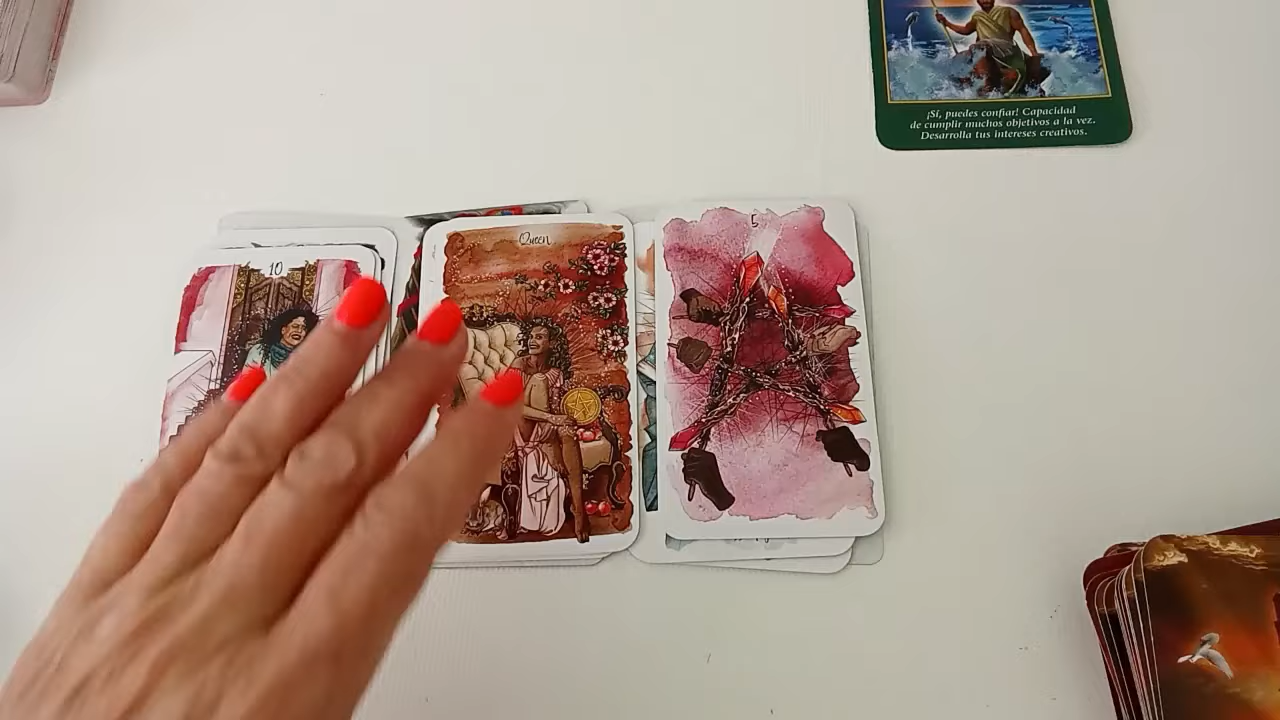 ¡Sí, puedes confiar! Capacidad
de cumplir muchos objetivos a la vez.
Desarrolla tus intereses creativos.
10
Queen
5